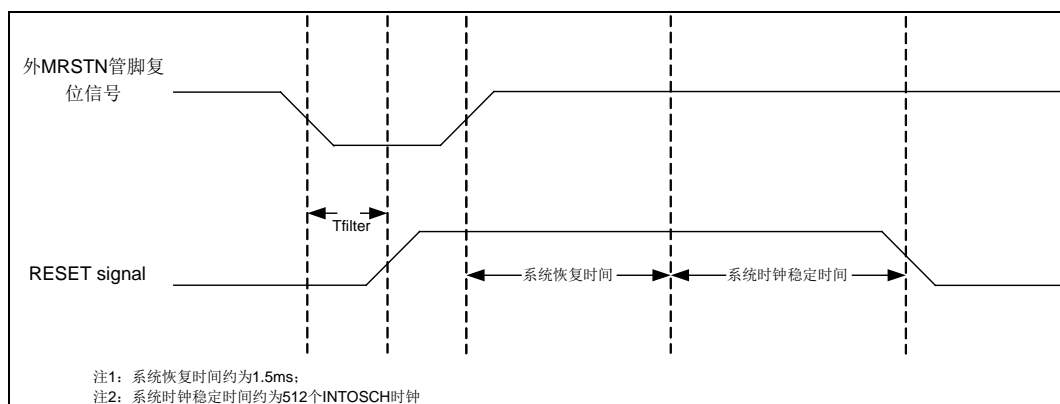 外MRSTN管脚复
位信号
Tfilter
RESET signal
系统恢复时间
系统时钟稳定时间
注1：系统恢复时间约为1.5ms；
注2：系统时钟稳定时间约为512个INTOSCH时钟